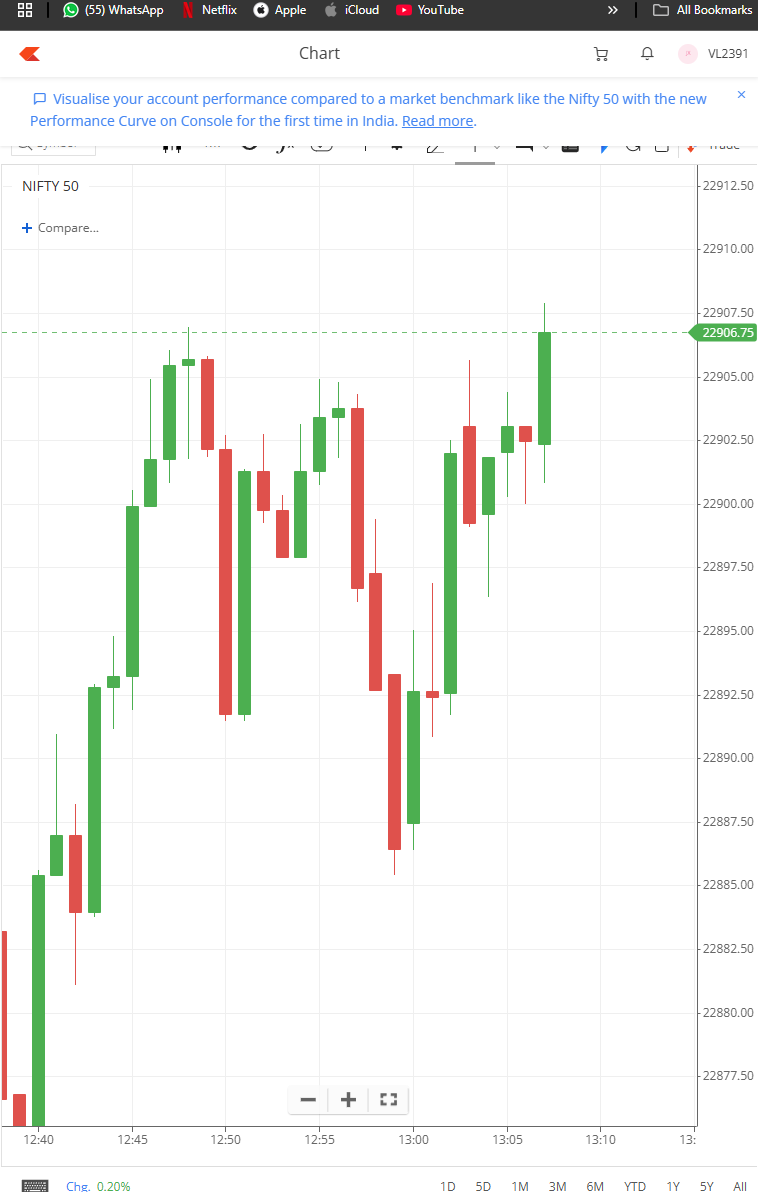 (55) WhatsApp Netflix Apple iCloud YouTube » All Bookmarks
Chart VL2391
Visualise your account performance compared to a market benchmark like the Nifty 50 with the new
Performance Curve on Console for the first time in India. Read more.
NIFTY 50
Compare...
22912.50
22910.00
22907.50
22906.75
22905.00
22902.50
22900.00
22897.50
22895.00
22892.50
22890.00
22887.50
22885.00
22882.50
22880.00
22877.50
12:40 12:45 12:50 12:55 13:00 13:05 13:10 13:
Chg. 0.20% 1D 5D 1M 3M 6M YTD 1Y 5Y All